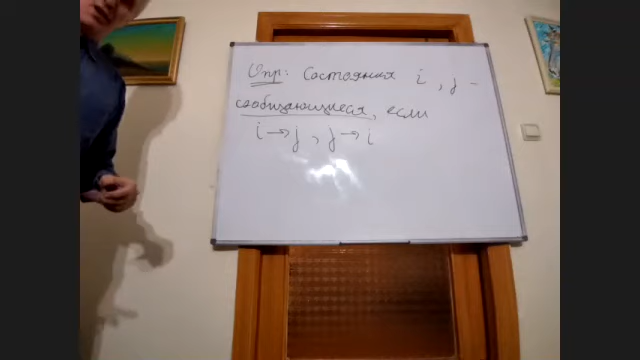 Опр: Состояния i, j –
сообщающиеся, если
i → j, j → i